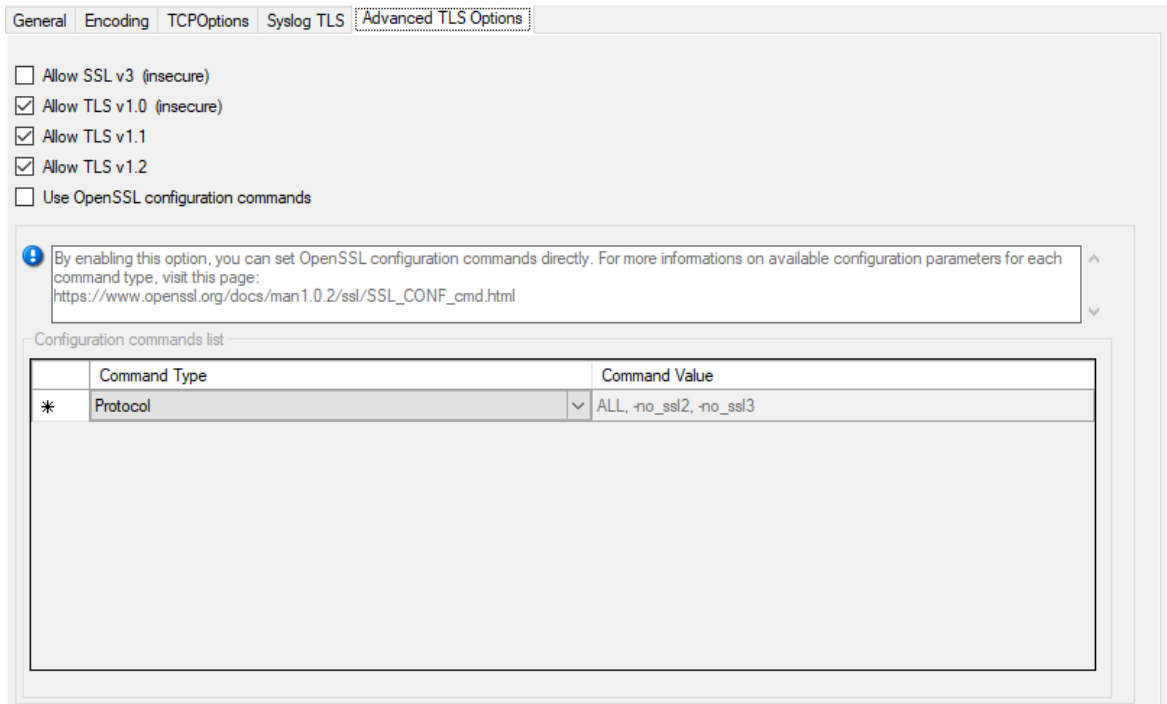 General Encoding TCPOptions Syslog TLS Advanced TLS Options
Allow SSL v3 (insecure)
Allow TLS v1.0 (insecure)
Allow TLS v1.1
Allow TLS v1.2
Use OpenSSL configuration commands
By enabling this option, you can set OpenSSL configuration commands directly. For more informations on available configuration parameters for each
command type, visit this page:
https://www.openssl.org/docs/man1.0.2/ssl/SSL_CONF_cmd.html
Configuration commands list
Command Type Command Value
Protocol ALL, -no_ssl2, -no_ssl3